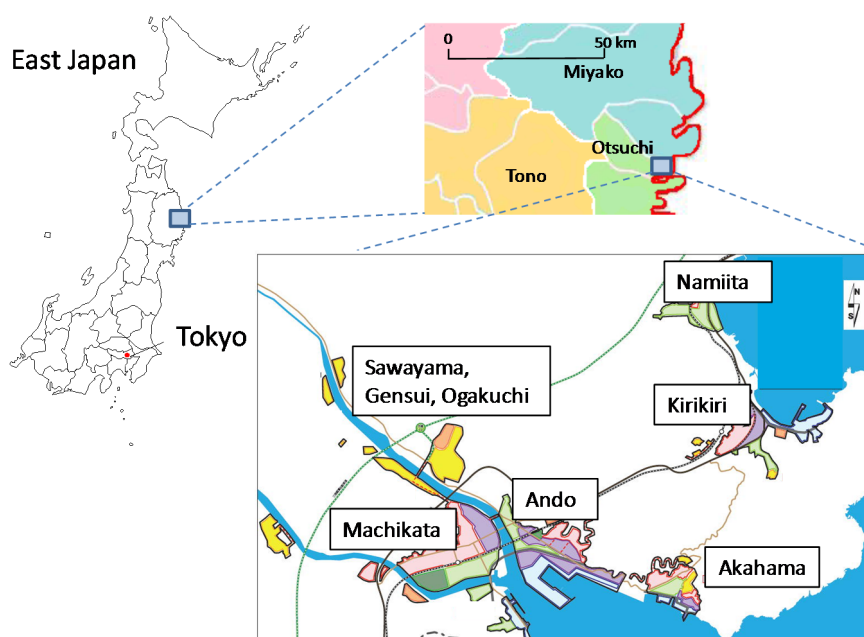 East Japan
Tokyo
0
50 km
Miyako
Otsuchi
Tono
Namiita
N
S
Sawayama,
Gensui, Ogakuchi
Kirikiri
Ando
Machikata
Akahama